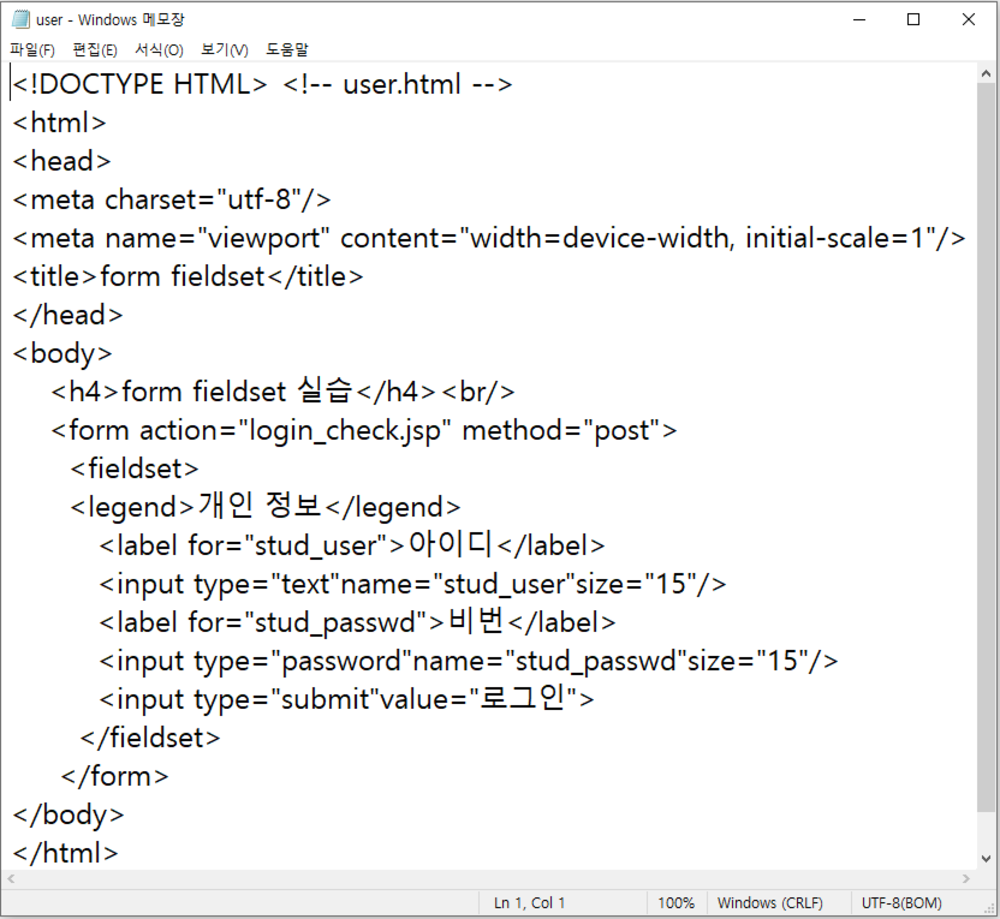 user - Windows 메모장
파일(F) 편집(E) 서식(O) 보기(V) 도움말
<!DOCTYPE HTML> <!-- user.html -->
<html>
<head>
<meta charset="utf-8"/>
<meta name="viewport" content="width=device-width, initial-scale=1"/>
<title>form fieldset</title>
</head>
<body>
<h4>form fieldset 실습</h4><br/>
<form action="login_check.jsp" method="post">
<fieldset>
<legend>개인 정보</legend>
<label for="stud_user">아이디</label>
<input type="text"name="stud_user"size="15"/>
<label for="stud_passwd">비번</label>
<input type="password"name="stud_passwd"size="15"/>
<input type="submit"value="로그인">
</fieldset>
</form>
</body>
</html>
Ln 1, Col 1 100% Windows (CRLF) UTF-8(BOM)